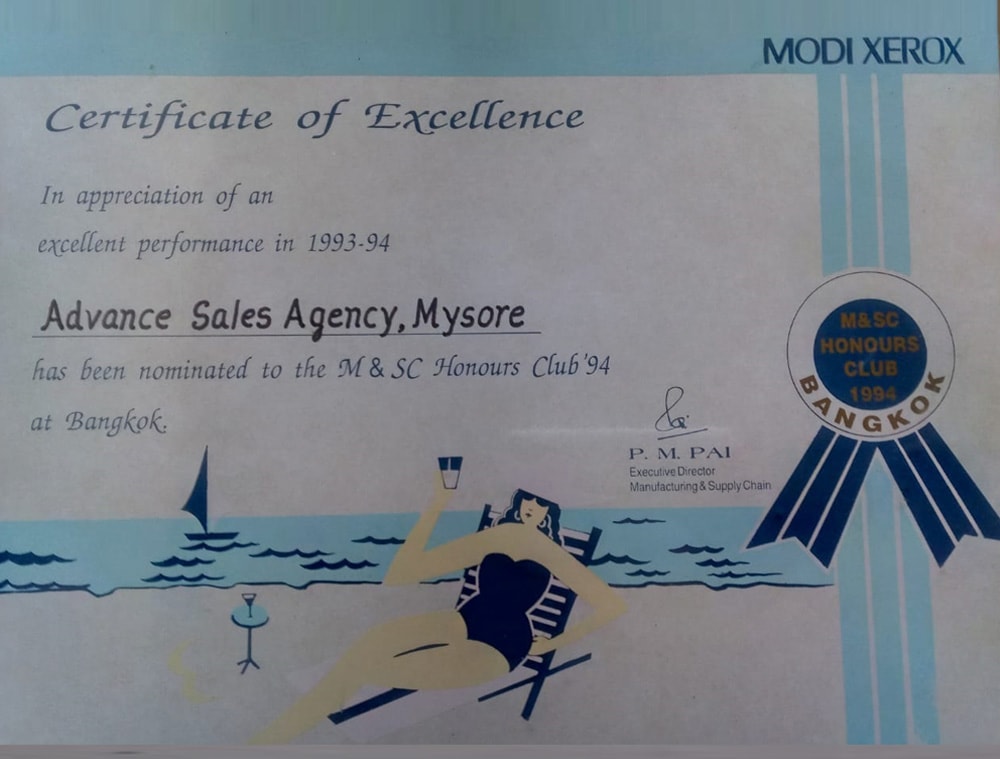 MODI XEROX
Certificate of Excellence
In appreciation of an
excellent performance in 1993-94
Advance Sales Agency, Mysore
has been nominated to the M & SC Honours Club '94
at Bangkok.
P. M. PAI
Executive Director
Manufacturing & Supply Chain
M&SC
HONOURS
CLUB
1994
BANGKOK